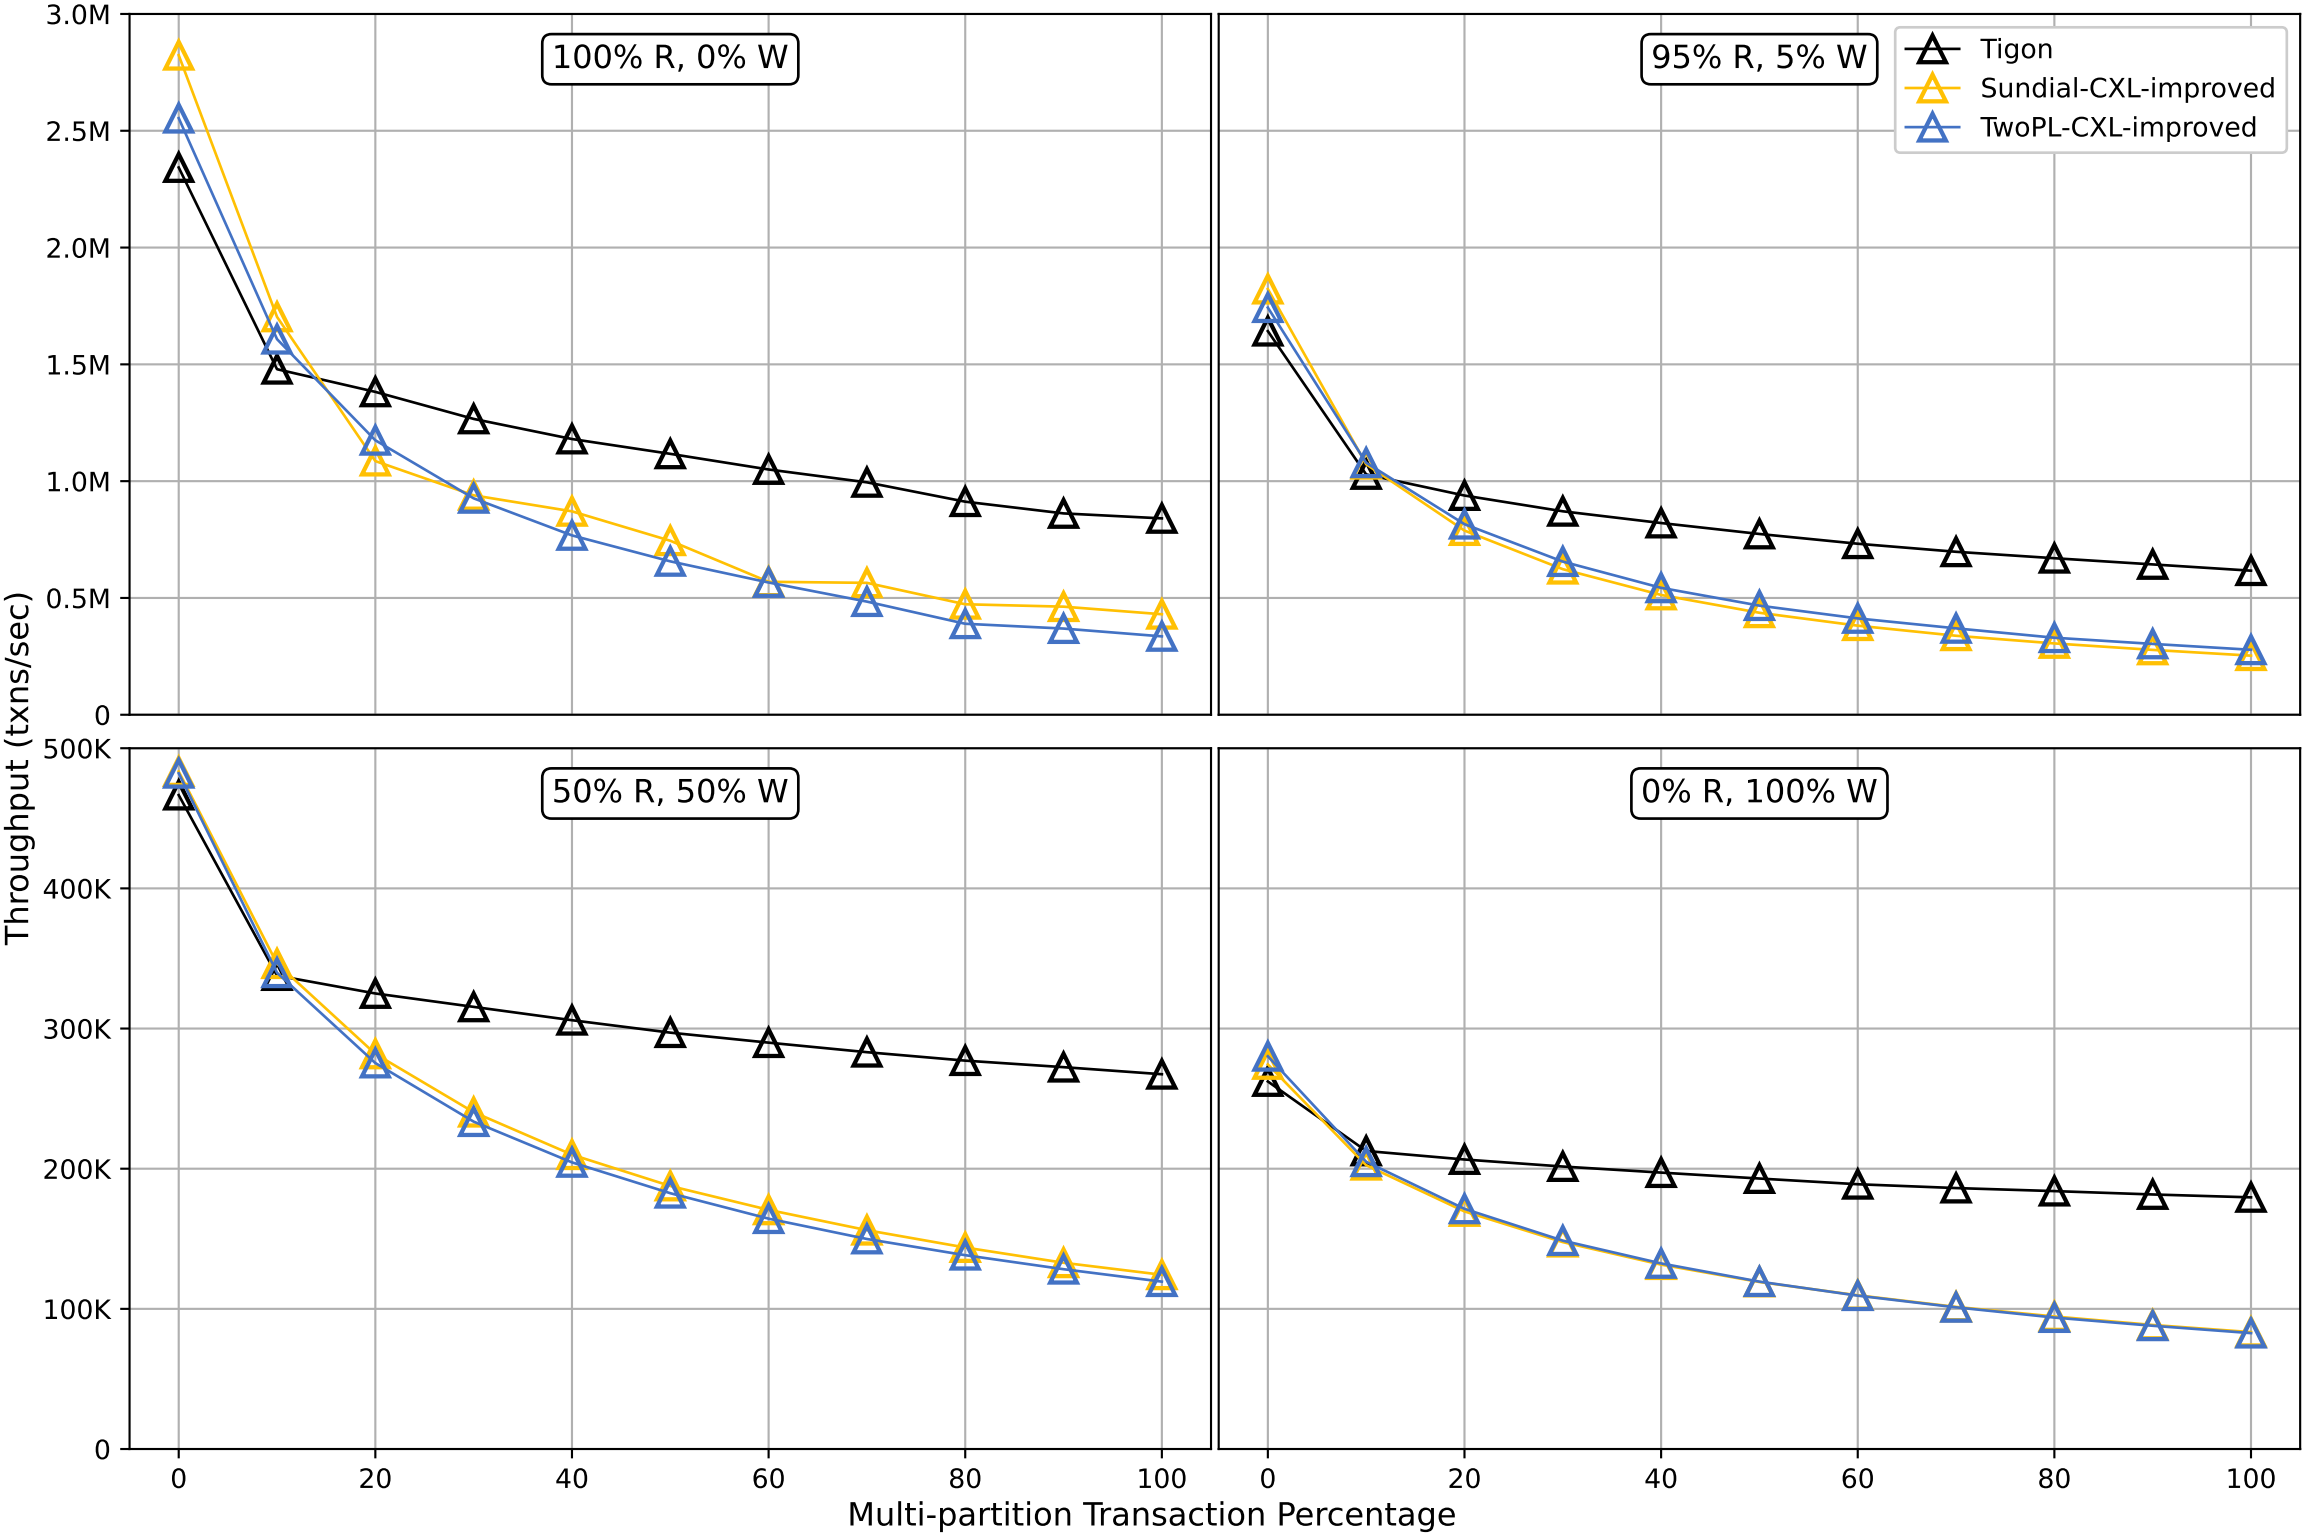 Throughput (txns/sec)
3.0M
2.5M
2.0M
1.5M
1.0M
0.5M
0
100% R, 0% W
95% R, 5% W
Tigon
Sundial-CXL-improved
TwoPL-CXL-improved
500K
400K
300K
200K
100K
0
50% R, 50% W
0% R, 100% W
0 20 40 60 80 100
0 20 40 60 80 100
Multi-partition Transaction Percentage